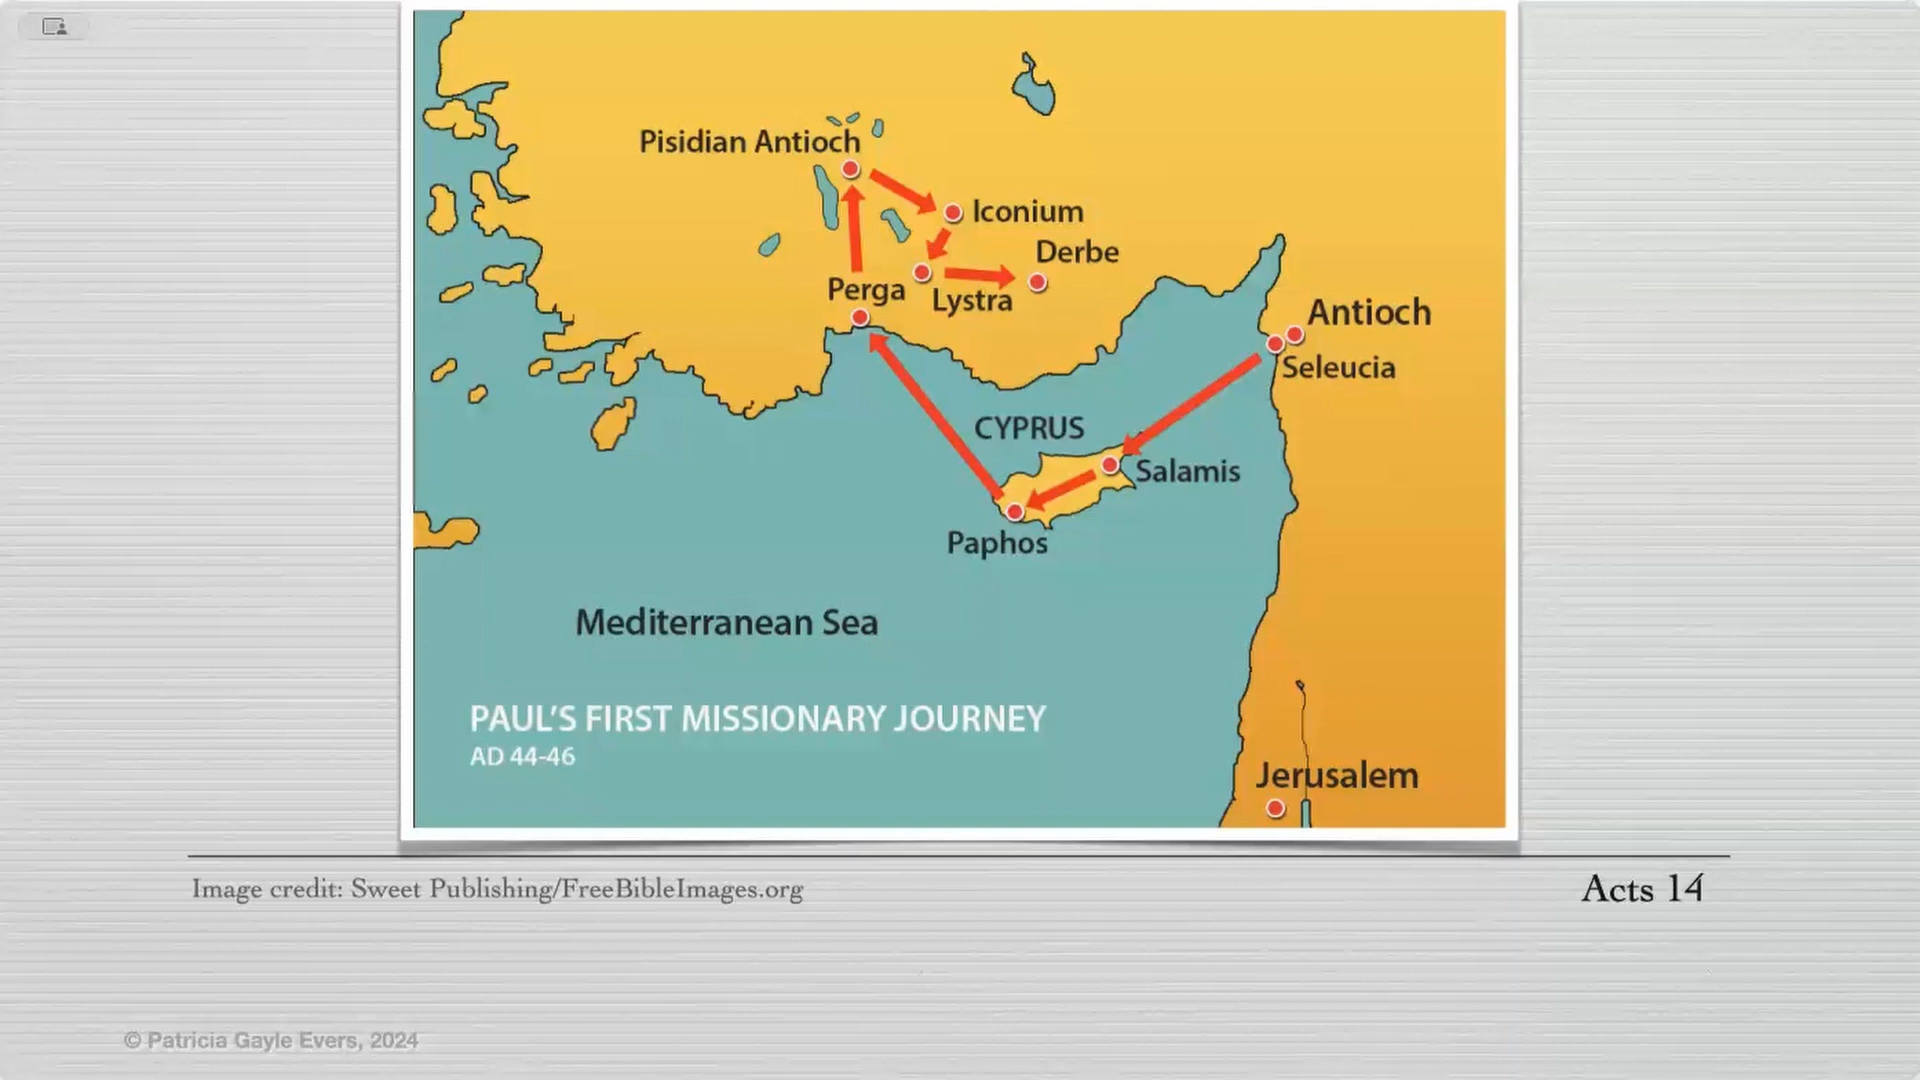 Pisidian Antioch
Iconium
Derbe
Perga
Lystra
Antioch
Seleucia
CYPRUS
Salamis
Paphos
Mediterranean Sea
PAUL'S FIRST MISSIONARY JOURNEY
AD 44-46
Jerusalem
Image credit: Sweet Publishing/FreeBibleImages.org
Acts 14
© Patricia Gayle Evers, 2024